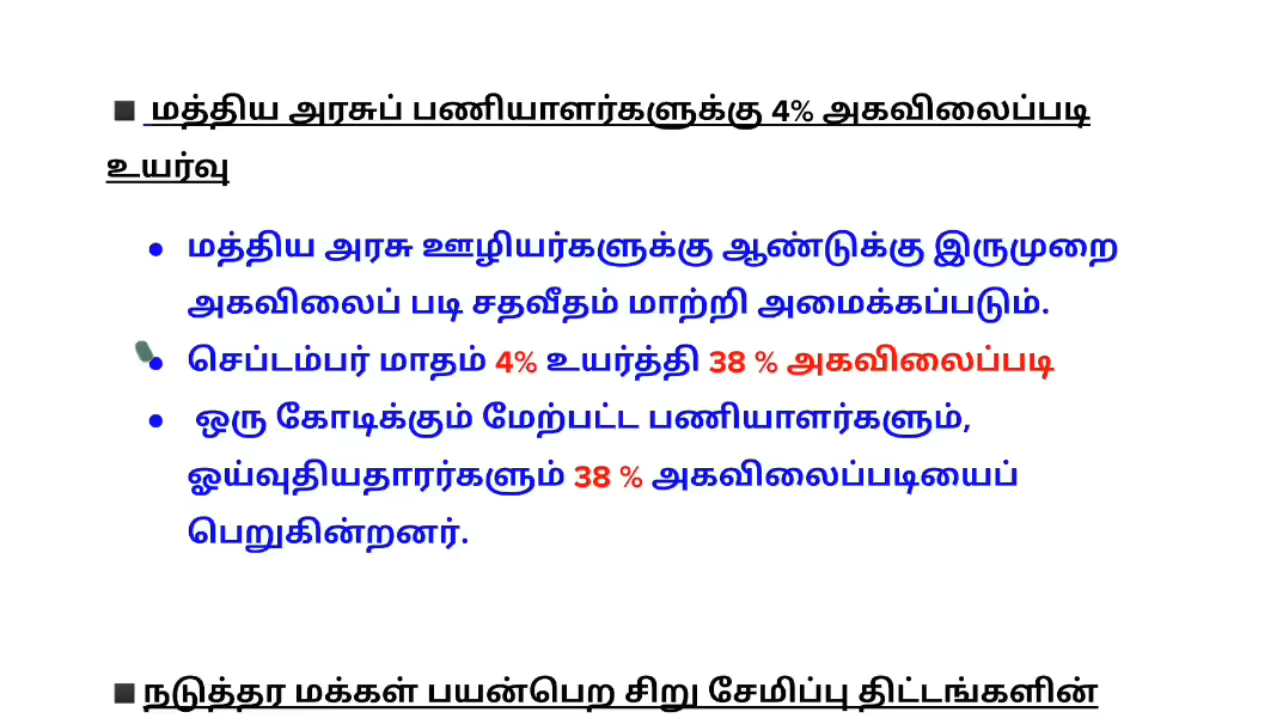 மத்திய அரசுப் பணியாளர்களுக்கு 4% அகவிலைப்படி
உயர்வு
மத்திய அரசு ஊழியர்களுக்கு ஆண்டுக்கு இருமுறை
அகவிலைப் படி சதவீதம் மாற்றி அமைக்கப்படும்.
செப்டம்பர் மாதம் 4% உயர்த்தி 38 % அகவிலைப்படி
ஒரு கோடிக்கும் மேற்பட்ட பணியாளர்களும்,
ஓய்வுதியதாரர்களும் 38 % அகவிலைப்படியைப்
பெறுகின்றனர்.
நடுத்தர மக்கள் பயன்பெற சிறு சேமிப்பு திட்டங்களின்